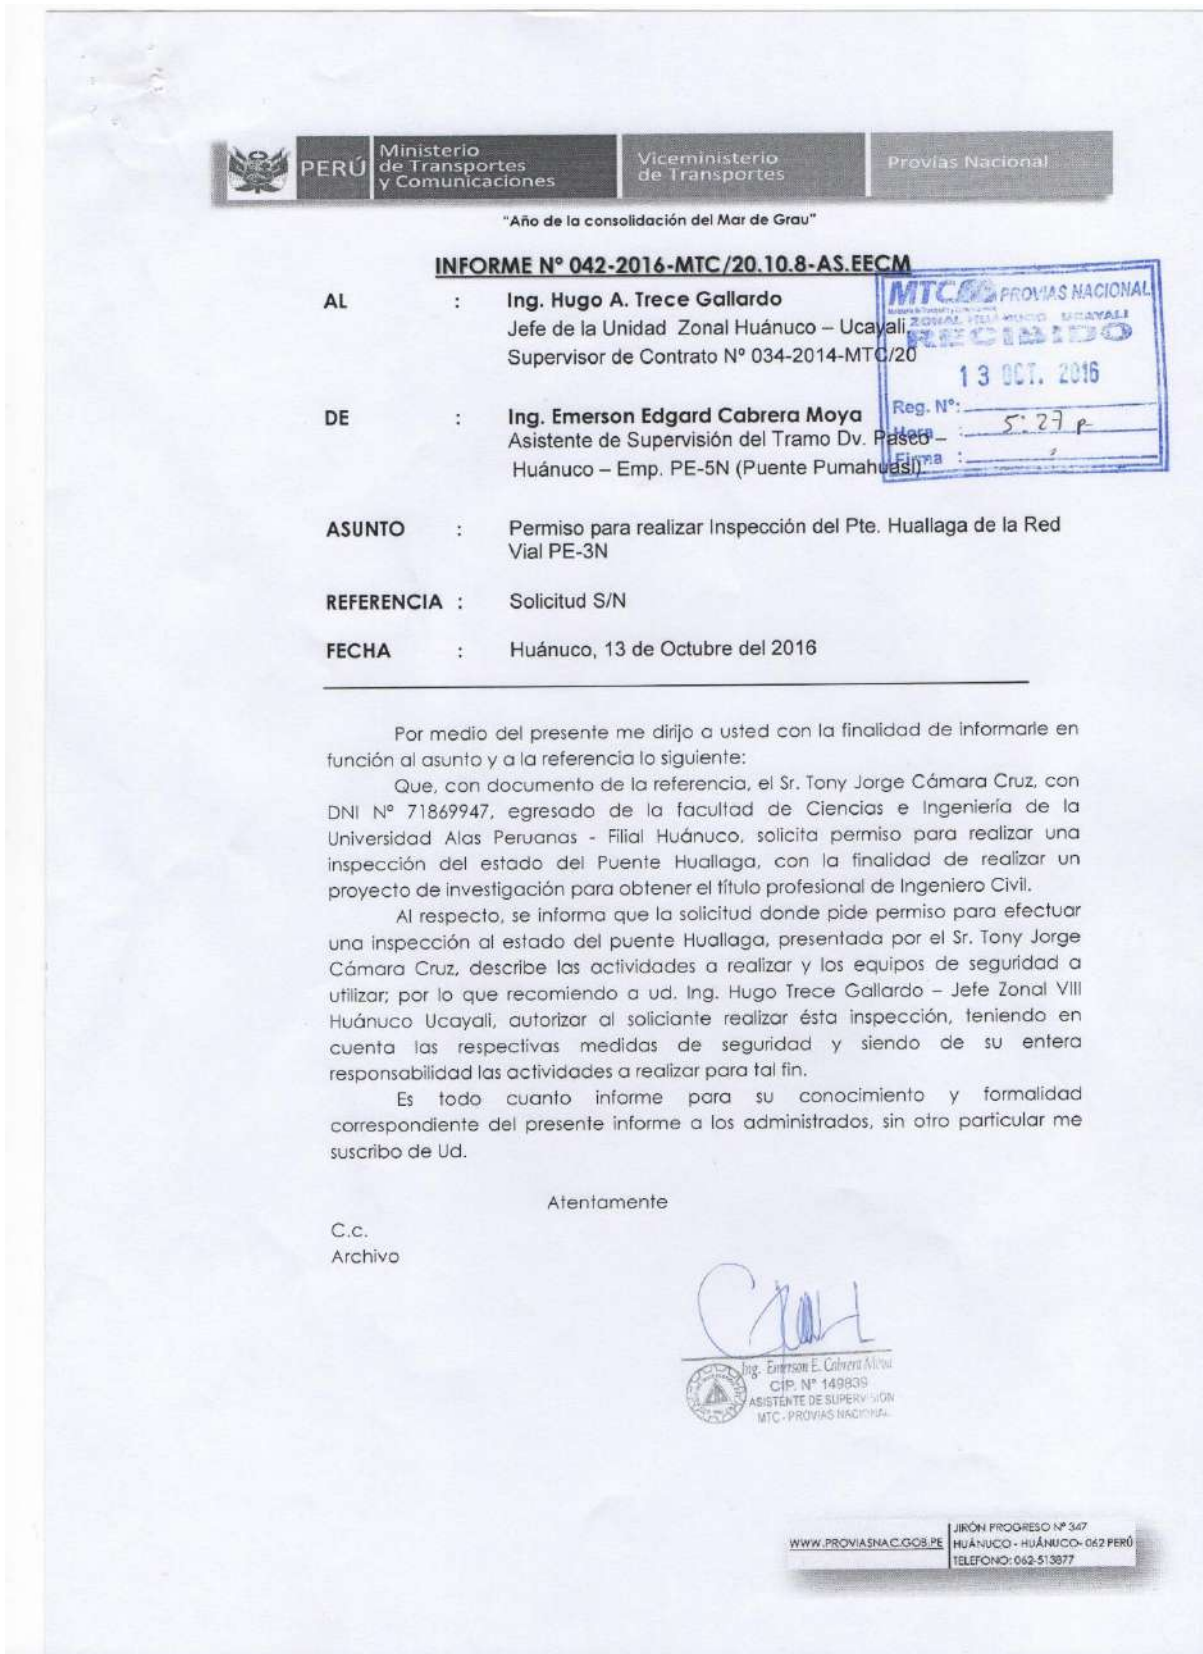 PERÚ
Ministerio
de Transportes
y Comunicaciones
Viceministerio
de Transportes
Provias Nacional
"Año de la consolidación del Mar de Grau"
INFORME Nº 042-2016-MTC/20.10.8-AS.EECM
MTC PROVIAS NACIONAL
ZONAL HUÁNUCO UCAYALI
RECIBIDO
13 OCT. 2016
Reg. Nº:
Hora : 5:27 p
Firma :
AL : Ing. Hugo A. Trece Gallardo
Jefe de la Unidad Zonal Huánuco – Ucayali.
Supervisor de Contrato Nº 034-2014-MTC/20
DE : Ing. Emerson Edgard Cabrera Moya
Asistente de Supervisión del Tramo Dv. Pasco –
Huánuco – Emp. PE-5N (Puente Pumahuasi).
ASUNTO : Permiso para realizar Inspección del Pte. Huallaga de la Red
Vial PE-3N
REFERENCIA : Solicitud S/N
FECHA : Huánuco, 13 de Octubre del 2016
Por medio del presente me dirijo a usted con la finalidad de informarle en
función al asunto y a la referencia lo siguiente:
Que, con documento de la referencia, el Sr. Tony Jorge Cámara Cruz, con
DNI Nº 71869947, egresado de la facultad de Ciencias e Ingeniería de la
Universidad Alas Peruanas - Filial Huánuco, solicita permiso para realizar una
inspección del estado del Puente Huallaga, con la finalidad de realizar un
proyecto de investigación para obtener el título profesional de Ingeniero Civil.
Al respecto, se informa que la solicitud donde pide permiso para efectuar
una inspección al estado del puente Huallaga, presentada por el Sr. Tony Jorge
Cámara Cruz, describe las actividades a realizar y los equipos de seguridad a
utilizar; por lo que recomiendo a ud. Ing. Hugo Trece Gallardo – Jefe Zonal VIII
Huánuco Ucayali, autorizar al soliciante realizar ésta inspección, teniendo en
cuenta las respectivas medidas de seguridad y siendo de su entera
responsabilidad las actividades a realizar para tal fin.
Es todo cuanto informe para su conocimiento y formalidad
correspondiente del presente informe a los administrados, sin otro particular me
suscribo de Ud.
Atentamente
C.c.
Archivo
Ing. Emerson E. Cabrera Moya
CIP. Nº 149839
ASISTENTE DE SUPERVISIÓN
MTC - PROVIAS NACIONAL
WWW.PROVIASNAC.GOB.PE
JIRÓN PROGRESO Nº 347
HUÁNUCO - HUÁNUCO- 062 PERÚ
TELEFONO: 062-513877